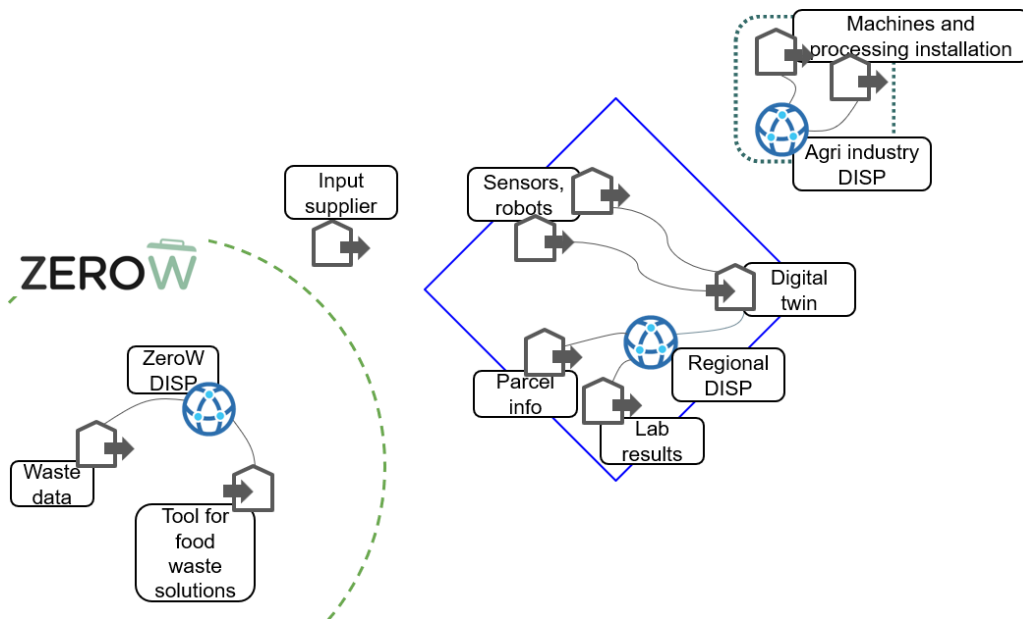 Machines and
processing installation
Agri industry
DISP
Input
supplier
Sensors,
robots
ZEROW
Digital
twin
ZeroW
DISP
Regional
DISP
Parcel
info
Lab
results
Waste
data
Tool for
food
waste
solutions